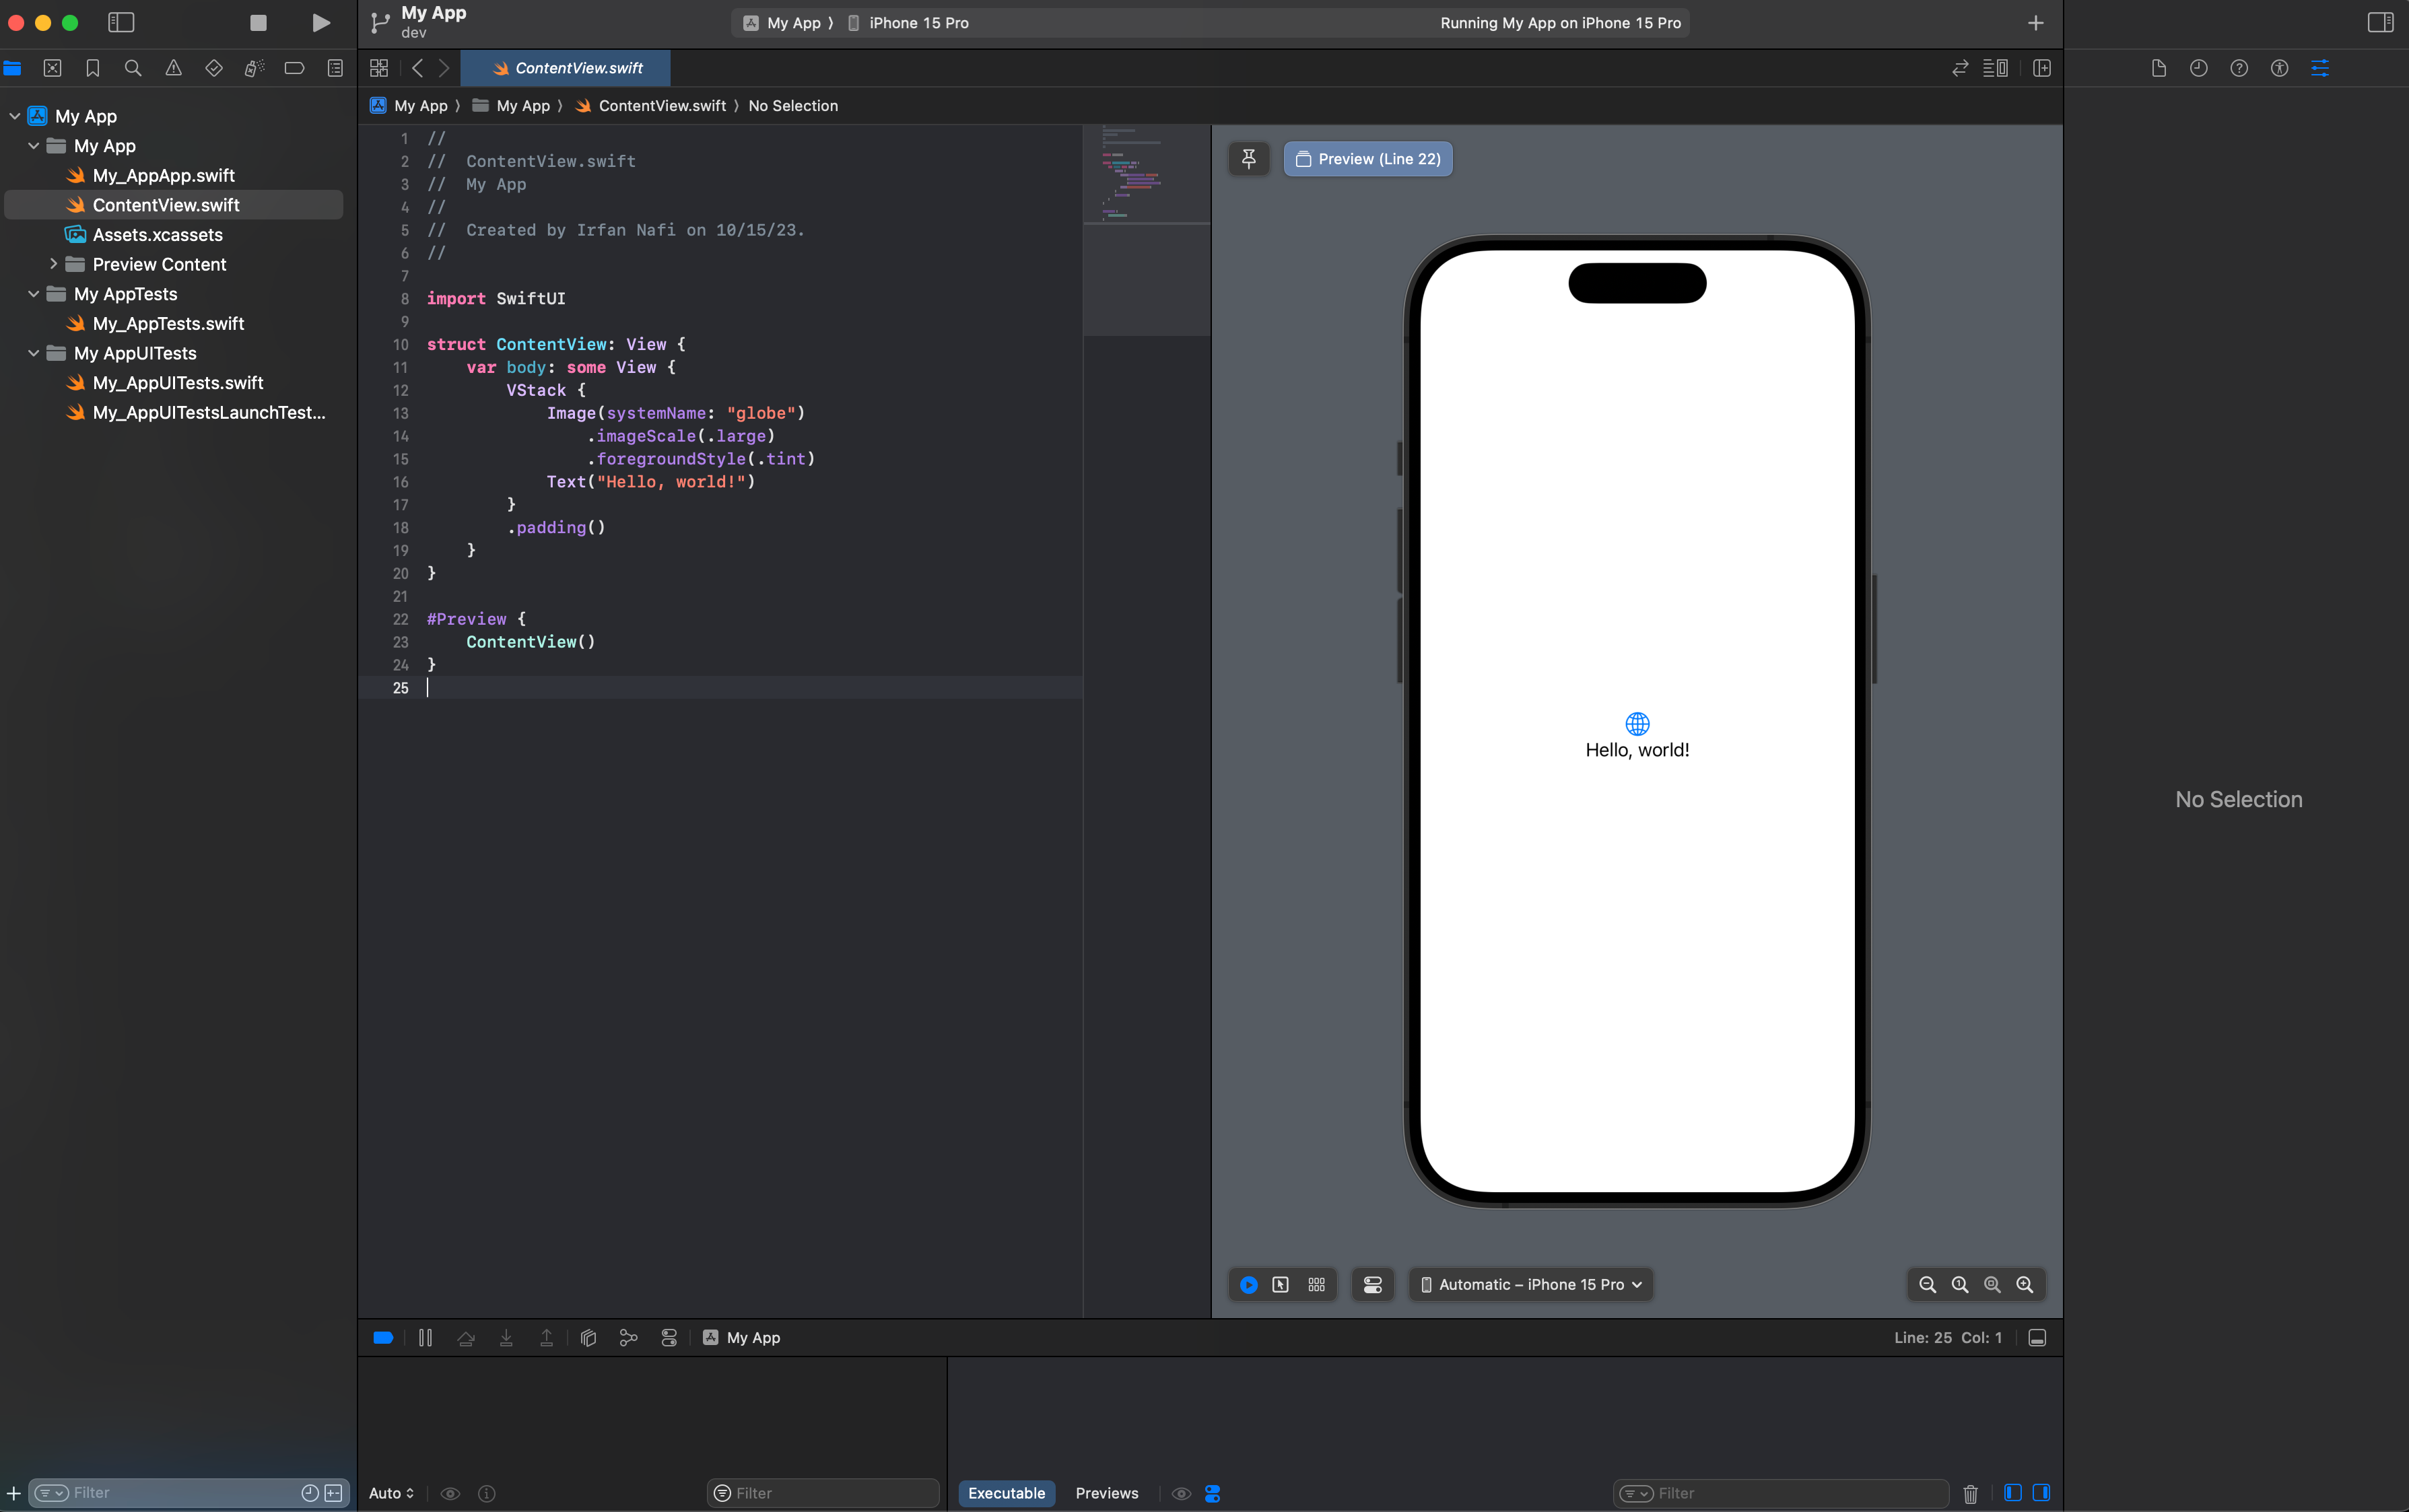 My App
dev
My App ⟩ iPhone 15 Pro
Running My App on iPhone 15 Pro
ContentView.swift
My App ⟩ My App ⟩ ContentView.swift ⟩ No Selection
My App
My App
My_AppApp.swift
ContentView.swift
Assets.xcassets
Preview Content
My AppTests
My_AppTests.swift
My AppUITests
My_AppUITests.swift
My_AppUITestsLaunchTest...
Filter
1 //
2 //  ContentView.swift
3 //  My App
4 //
5 //  Created by Irfan Nafi on 10/15/23.
6 //
7
8 import SwiftUI
9
10 struct ContentView: View {
11     var body: some View {
12         VStack {
13             Image(systemName: "globe")
14                 .imageScale(.large)
15                 .foregroundStyle(.tint)
16             Text("Hello, world!")
17         }
18         .padding()
19     }
20 }
21
22 #Preview {
23     ContentView()
24 }
25
Preview (Line 22)
Hello, world!
Automatic – iPhone 15 Pro
No Selection
My App
Line: 25 Col: 1
Auto
Filter
Executable
Previews
Filter